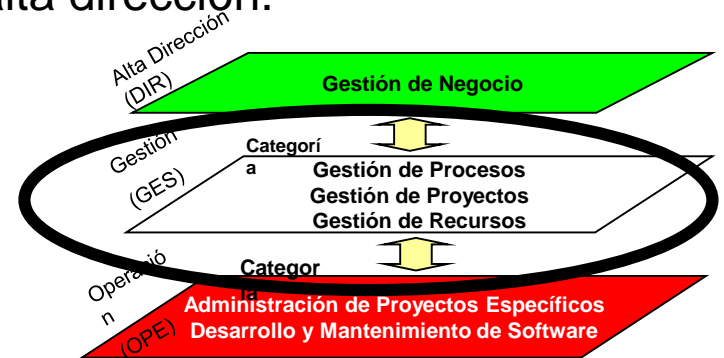 alta dirección.
Alta Dirección
(DIR)
Gestión de Negocio
Gestión
(GES)
Categorí
a
Gestión de Procesos
Gestión de Proyectos
Gestión de Recursos
Operació
n
(OPE)
Categor
ía
Administración de Proyectos Específicos
Desarrollo y Mantenimiento de Software